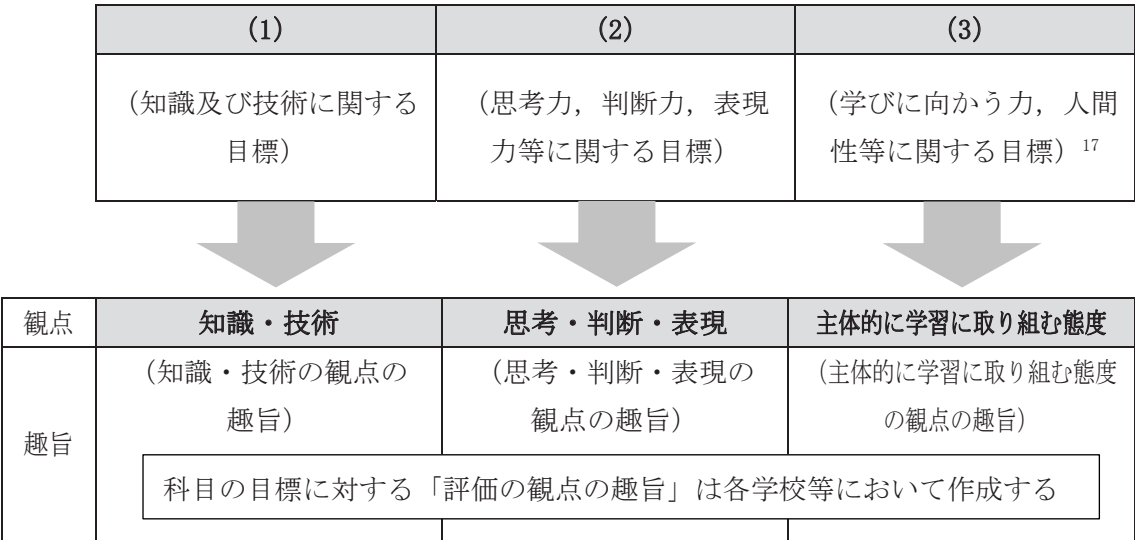 (1)
(2)
(3)
（知識及び技術に関する
目標）
（思考力，判断力，表現
力等に関する目標）
（学びに向かう力，人間
性等に関する目標）17
観点
知識・技術
思考・判断・表現
主体的に学習に取り組む態度
趣旨
（知識・技術の観点の
趣旨）
（思考・判断・表現の
観点の趣旨）
（主体的に学習に取り組む態度
の観点の趣旨）
科目の目標に対する「評価の観点の趣旨」は各学校等において作成する